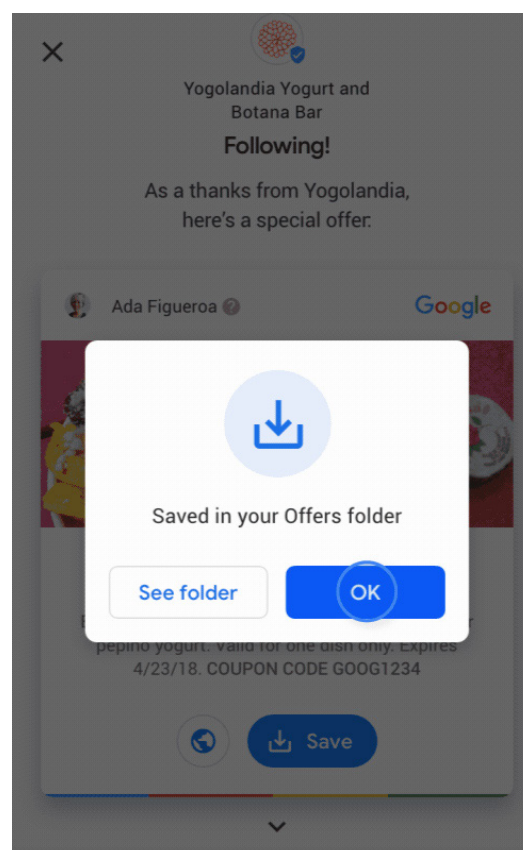 Yogolandia Yogurt and
Botana Bar
Following!
As a thanks from Yogolandia,
here's a special offer:
Ada Figueroa ?
Google
Saved in your Offers folder
See folder
OK
pepino yogurt. Valid for one dish only. Expires
4/23/18. COUPON CODE GOOG1234
Save